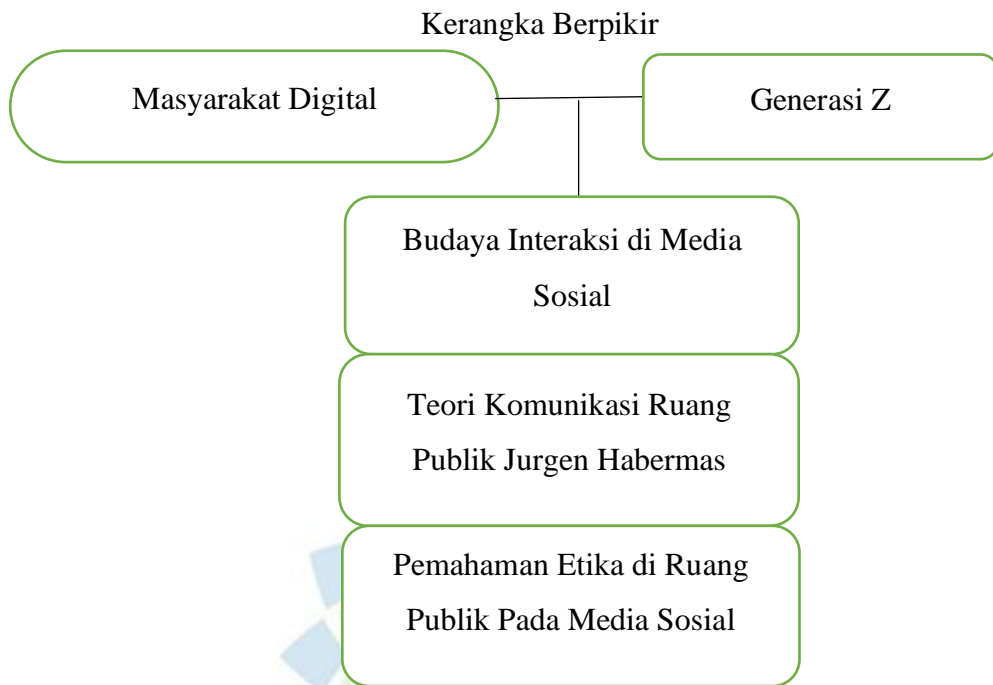 Kerangka Berpikir
Masyarakat Digital
Generasi Z
Budaya Interaksi di Media
Sosial
Teori Komunikasi Ruang
Publik Jurgen Habermas
Pemahaman Etika di Ruang
Publik Pada Media Sosial